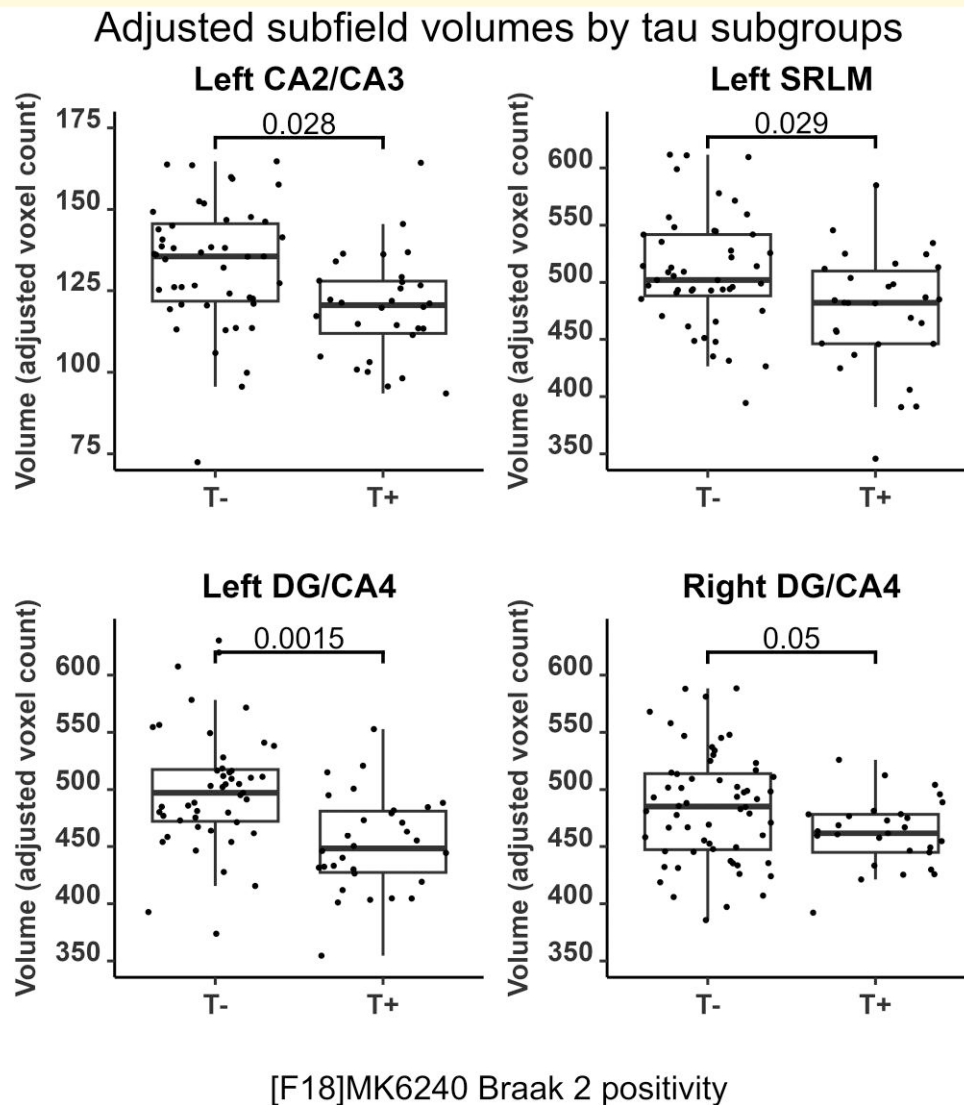 Adjusted subfield volumes by tau subgroups
Left CA2/CA3
Volume (adjusted voxel count)
175
150
125
100
75
0.028
T- T+
Left SRLM
Volume (adjusted voxel count)
600
550
500
450
400
350
0.029
T- T+
Left DG/CA4
Volume (adjusted voxel count)
600
550
500
450
400
350
0.0015
T- T+
Right DG/CA4
Volume (adjusted voxel count)
600
550
500
450
400
350
0.05
T- T+
[F18]MK6240 Braak 2 positivity